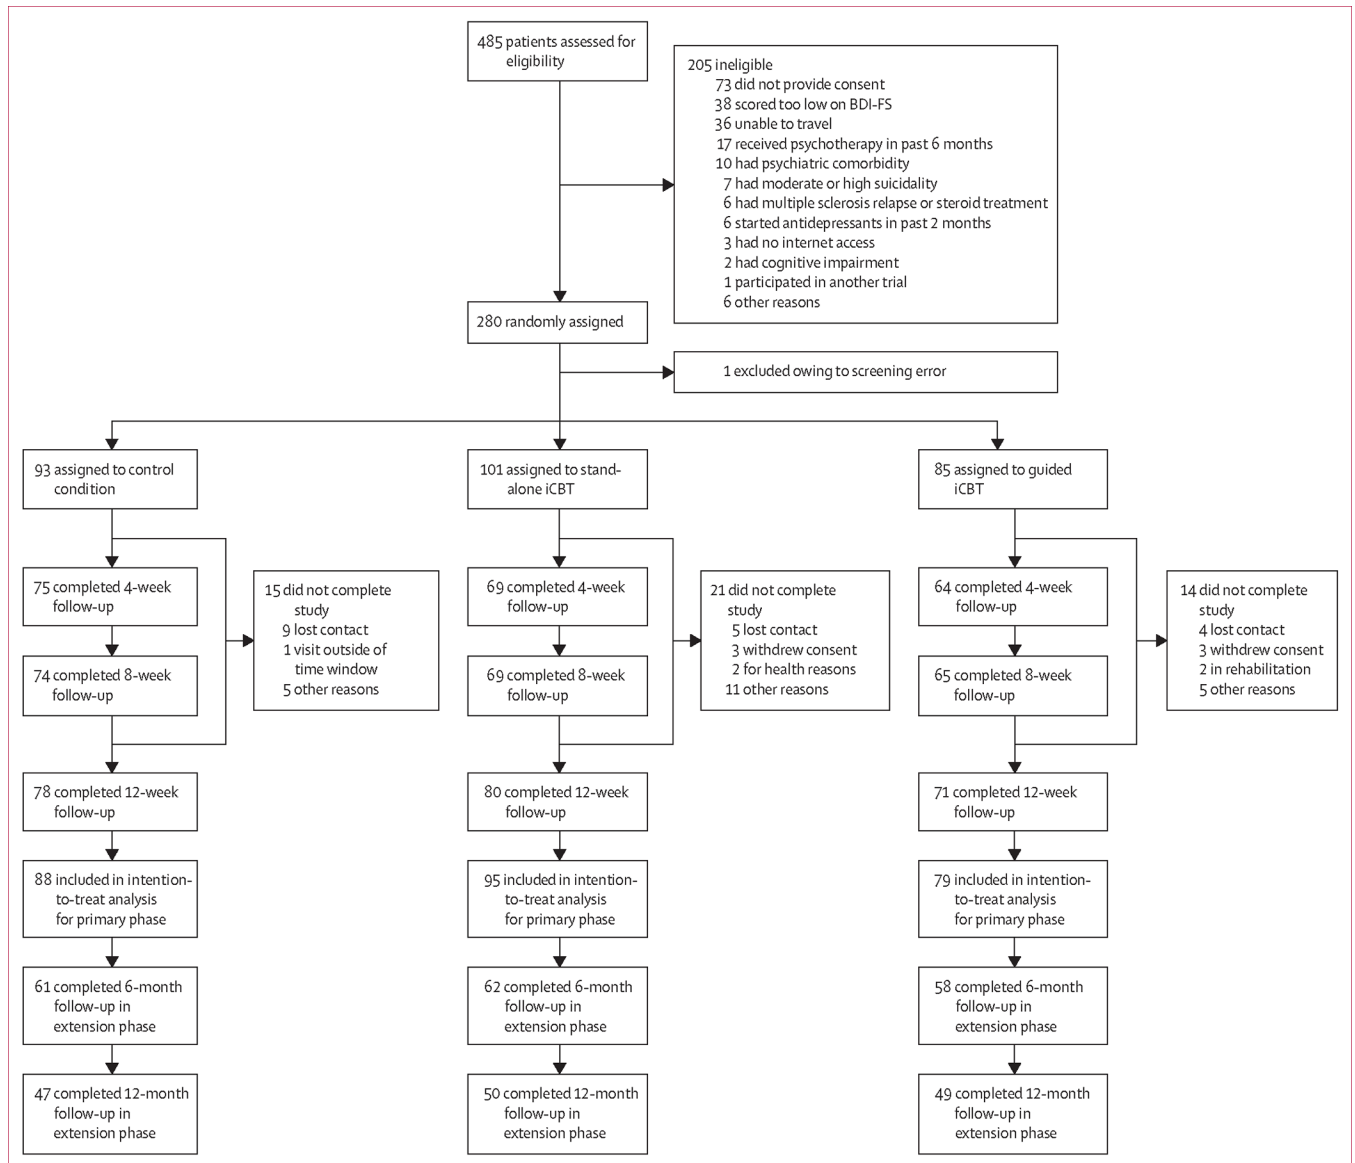 485 patients assessed for
eligibility
205 ineligible
73 did not provide consent
38 scored too low on BDI-FS
36 unable to travel
17 received psychotherapy in past 6 months
10 had psychiatric comorbidity
7 had moderate or high suicidality
6 had multiple sclerosis relapse or steroid treatment
6 started antidepressants in past 2 months
3 had no internet access
2 had cognitive impairment
1 participated in another trial
6 other reasons
280 randomly assigned
1 excluded owing to screening error
93 assigned to control
condition
101 assigned to stand-
alone iCBT
85 assigned to guided
iCBT
75 completed 4-week
follow-up
15 did not complete
study
9 lost contact
1 visit outside of
time window
5 other reasons
69 completed 4-week
follow-up
21 did not complete
study
5 lost contact
3 withdrew consent
2 for health reasons
11 other reasons
64 completed 4-week
follow-up
14 did not complete
study
4 lost contact
3 withdrew consent
2 in rehabilitation
5 other reasons
74 completed 8-week
follow-up
69 completed 8-week
follow-up
65 completed 8-week
follow-up
78 completed 12-week
follow-up
80 completed 12-week
follow-up
71 completed 12-week
follow-up
88 included in intention-
to-treat analysis
for primary phase
95 included in intention-
to-treat analysis
for primary phase
79 included in intention-
to-treat analysis
for primary phase
61 completed 6-month
follow-up in
extension phase
62 completed 6-month
follow-up in
extension phase
58 completed 6-month
follow-up in
extension phase
47 completed 12-month
follow-up in
extension phase
50 completed 12-month
follow-up in
extension phase
49 completed 12-month
follow-up in
extension phase